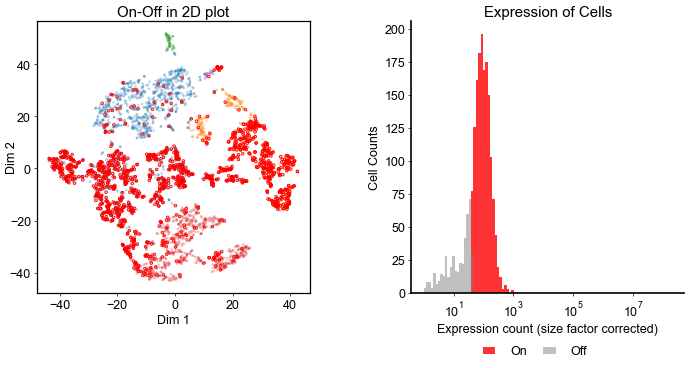 On-Off in 2D plot
40
20
0
−20
−40
−40
−20
0
20
40
Dim 2
Dim 1
Expression of Cells
200
175
150
125
100
75
50
25
0
10^1
10^3
10^5
10^7
Cell Counts
Expression count (size factor corrected)
On
Off